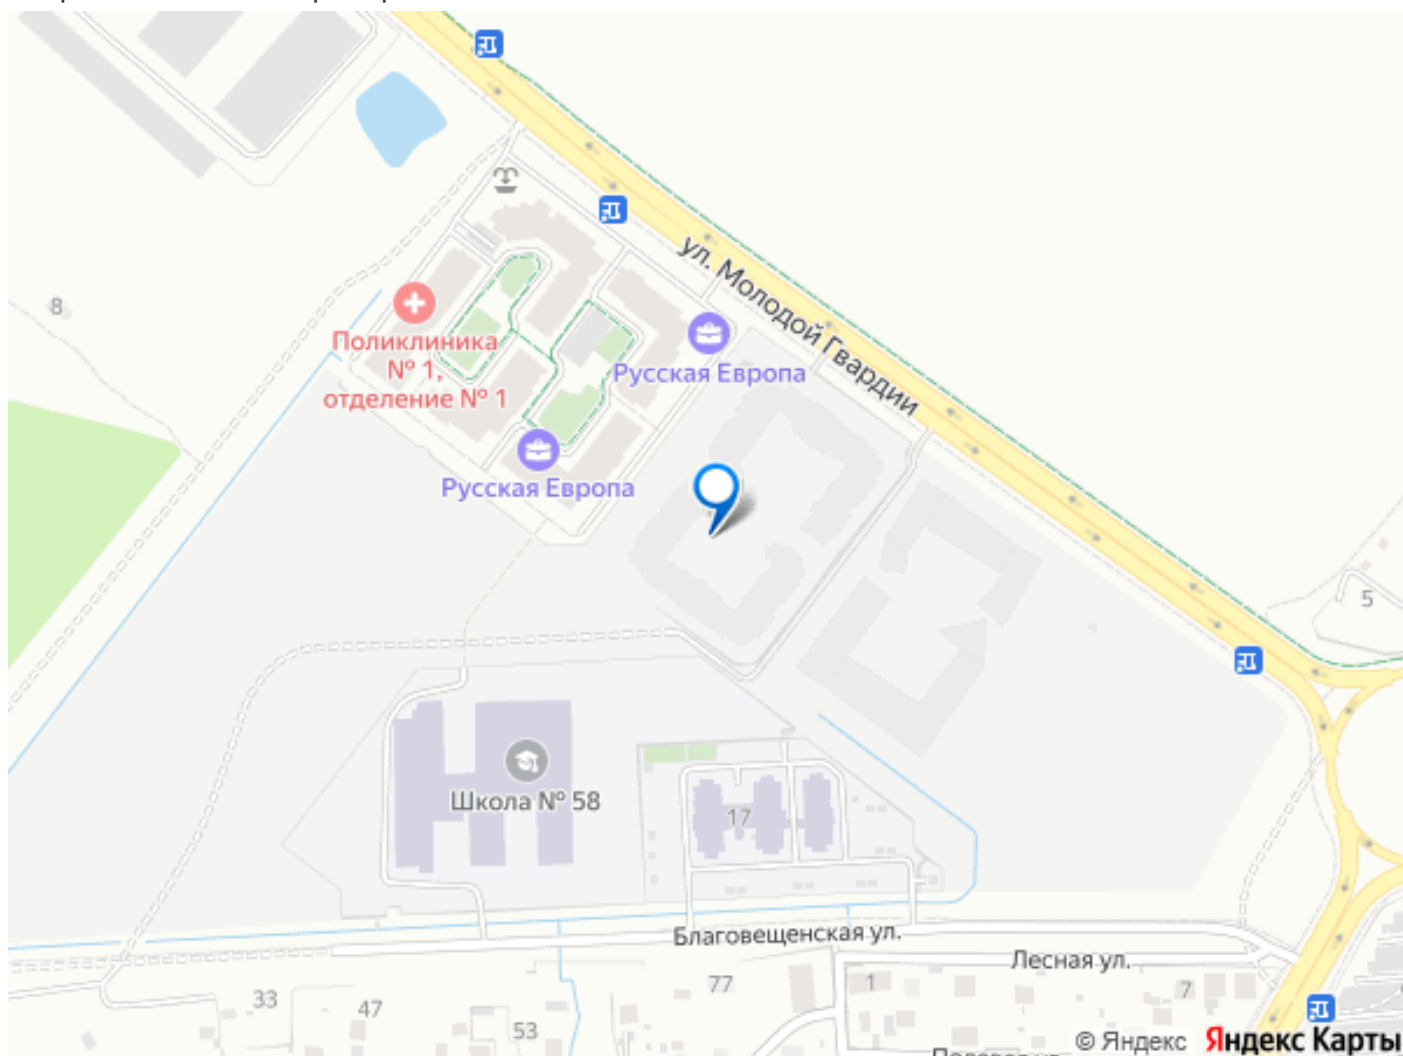 ул. Молодой Гвардии
8
Поликлиника
№ 1,
отделение № 1
Русская Европа
Русская Европа
5
Школа № 58
17
Благовещенская ул.
Лесная ул.
33
47
53
77
1
7
© Яндекс Яндекс Карты